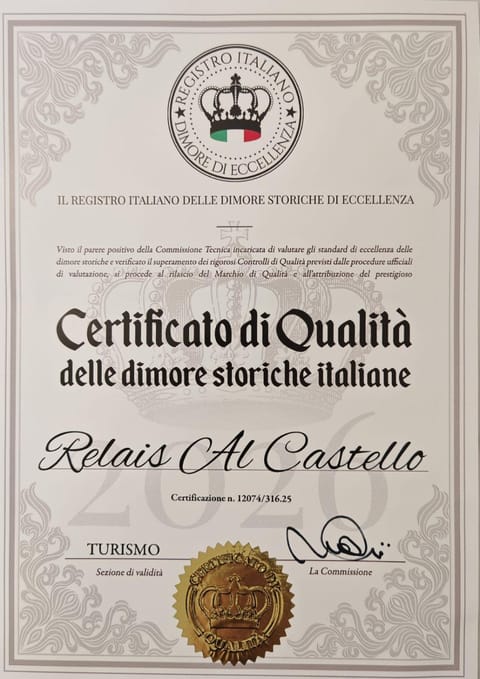 REGISTRO ITALIANO
DIMORE DI ECCELLENZA
IL REGISTRO ITALIANO DELLE DIMORE STORICHE DI ECCELLENZA
Visto il parere positivo della Commissione Tecnica incaricata di valutare gli standard di eccellenza delle
dimore storiche e verificato il superamento dei rigorosi Controlli di Qualità previsti dalle procedure ufficiali
di valutazione, si procede al rilascio del Marchio di Qualità e all'attribuzione del prestigioso
Certificato di Qualità
delle dimore storiche italiane
Relais Al Castello
2026
Certificazione n. 12074/316.25
TURISMO
Sezione di validità
La Commissione
CERTIFICATO DI
QUALITÀ